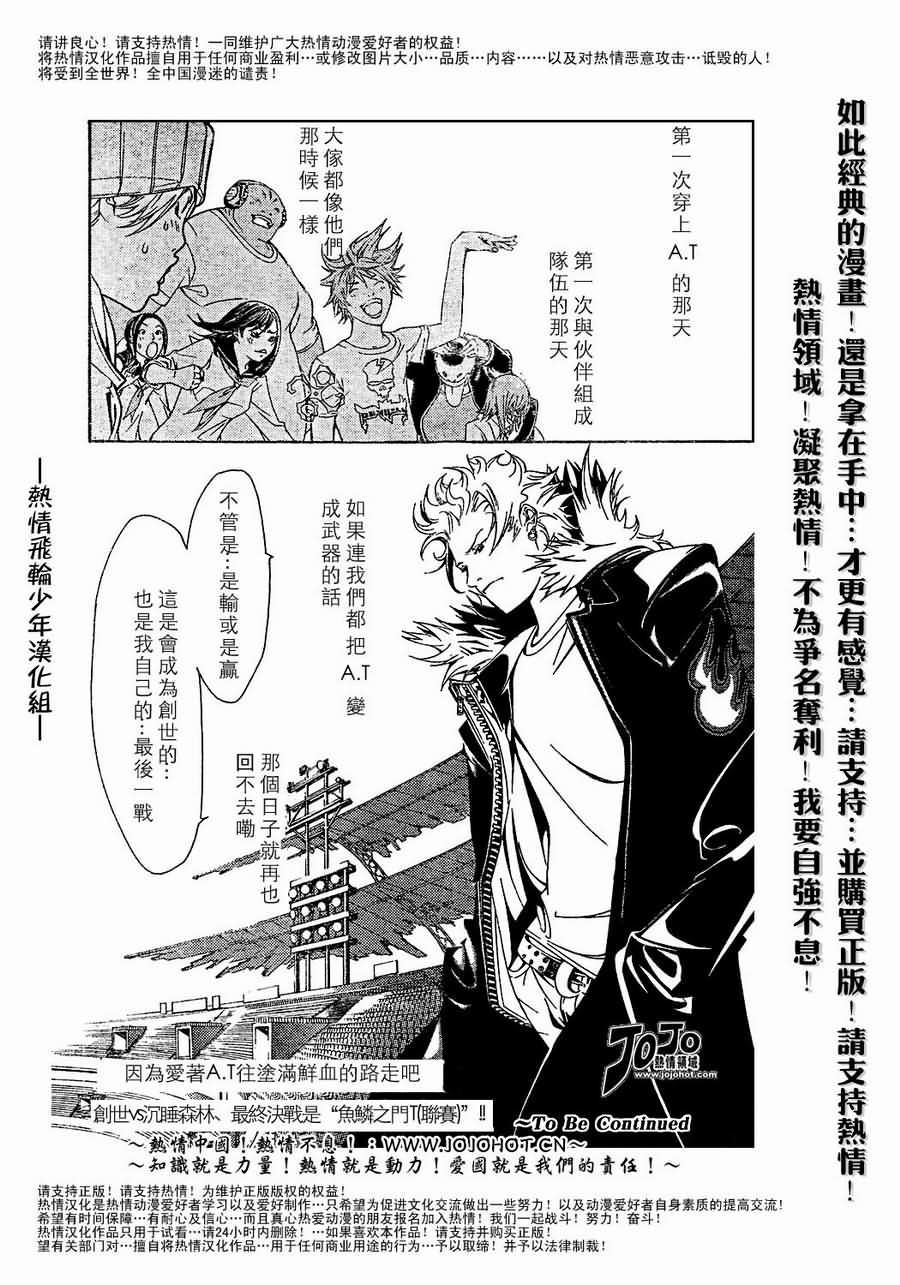 请讲良心！请支持热情！一同维护广大热情动漫爱好者的权益！
将热情汉化作品擅自用于任何商业盈利…或修改图片大小…品质…内容……以及对热情恶意攻击…诋毁的人！
将受到全世界！全中国漫迷的谴责！
如此經典的漫畫！還是拿在手中…才更有感覺…請支持…並購買正版！請支持熱情！
熱情領域！凝聚熱情！不為爭名奪利！我要自強不息！
第一次穿上A.T的那天
第一次與伙伴組成
隊伍的那天
大傢都像他們
那時候一樣
如果連我們都把A.T變
成武器的話
那個日子就再也
回不去嘞
不管是…是輸或是贏
這是會成為創世的…
也是我自己的…最後一戰
—熱情飛輪少年漢化組—
JOJO
熱情領域
www.jojohot.com
因為愛著A.T往塗滿鮮血的路走吧
創世vs沉睡森林、最終決戰是“魚鱗之門T(聯賽)”!!
~To Be Continued
～熱情中国！熱情不息！：WWW.JOJOHOT.CN～
～知識就是力量！熱情就是動力！愛國就是我們的責任！～
请支持正版！请支持热情！为维护正版版权的权益！
热情汉化是热情动漫爱好者学习以及爱好制作…只希望为促进文化交流做出一些努力！以及动漫爱好者自身素质的提高交流！
希望有时间保障…有耐心及信心…而且真心热爱动漫的朋友报名加入热情！我们一起战斗！努力！奋斗！
热情汉化作品只用于试看…请24小时内删除！…如果喜欢本作品！请支持并购买正版！
望有关部门对…擅自将热情汉化作品…用于任何商业用途的行为…予以取缔！并予以法律制裁！